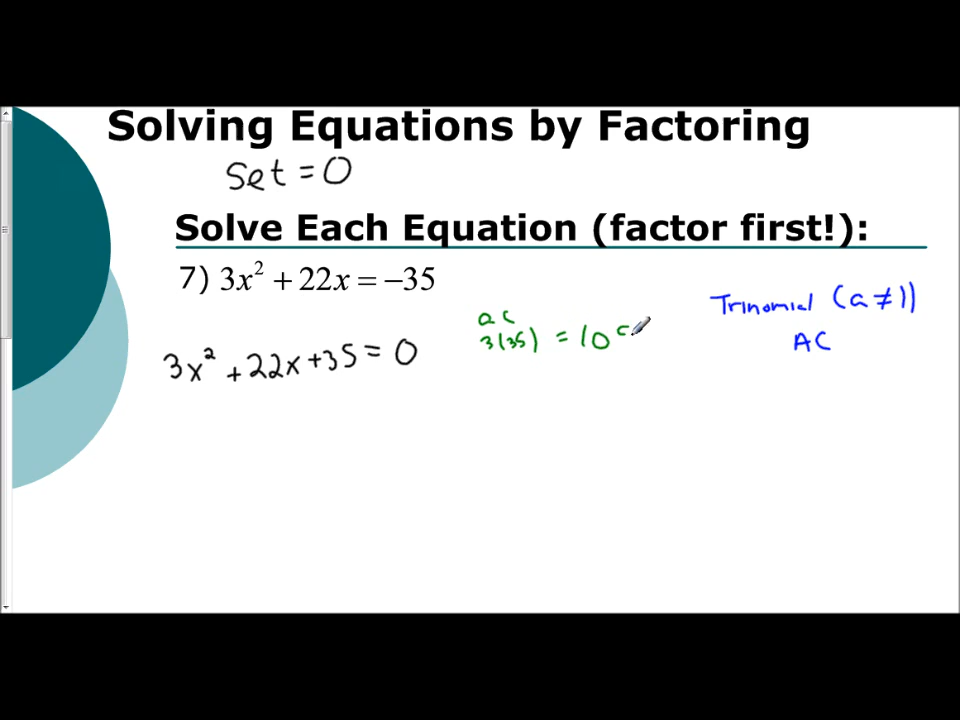 Solving Equations by Factoring
Set = 0
Solve Each Equation (factor first!):
7) 3x² + 22x = −35
Trinomial (a ≠ 1)
AC
ac
3(35) = 10
3x² + 22x + 35 = 0